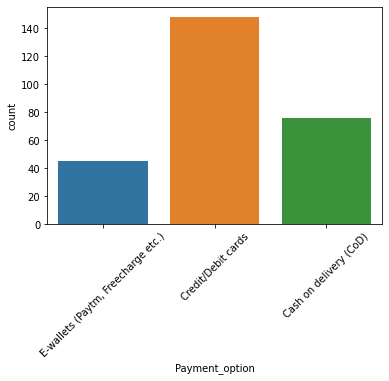 140
120
100
80
60
40
20
0
count
E-wallets (Paytm, Freecharge etc.)
Credit/Debit cards
Cash on delivery (CoD)
Payment_option